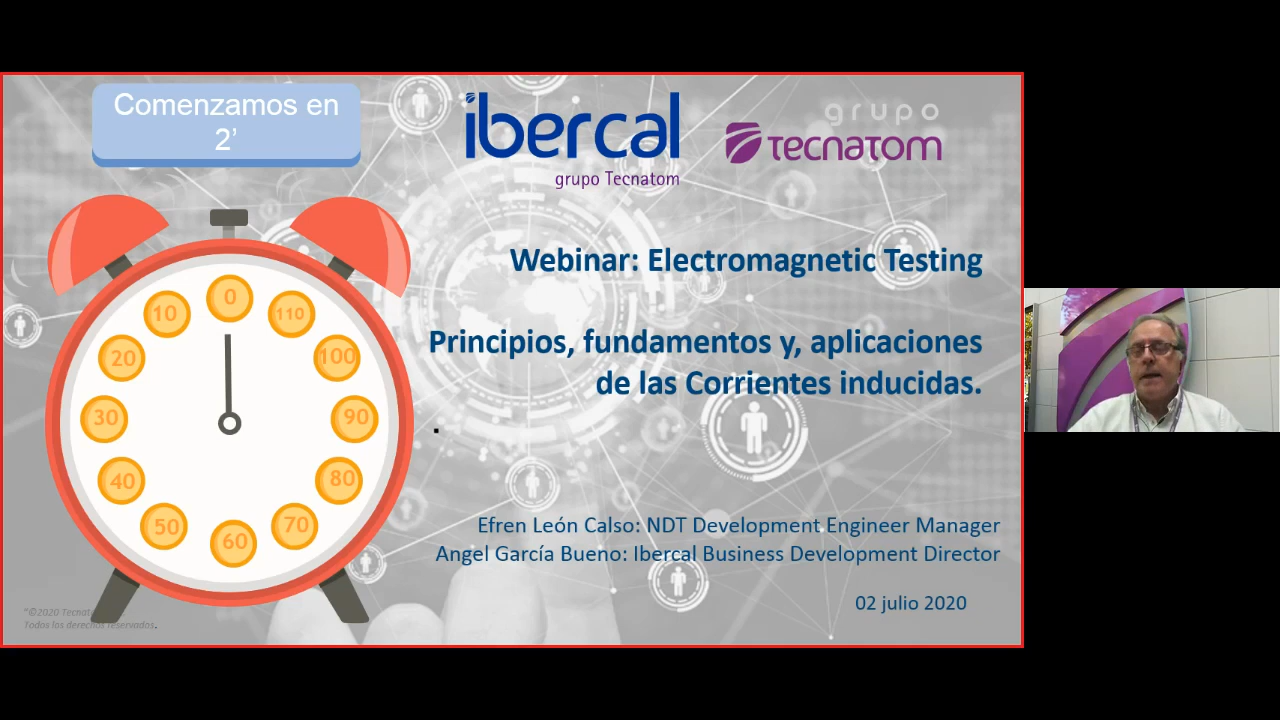 Comenzamos en
2’
ibercal
grupo Tecnatom
grupo
TECNATOM
Webinar: Electromagnetic Testing
Principios, fundamentos y, aplicaciones
de las Corrientes inducidas.
.
0
110
100
90
80
70
60
50
40
30
20
10
Efren León Calso: NDT Development Engineer Manager
Angel García Bueno: Ibercal Business Development Director
02 julio 2020
"©2020
Todos los derechos reservados.